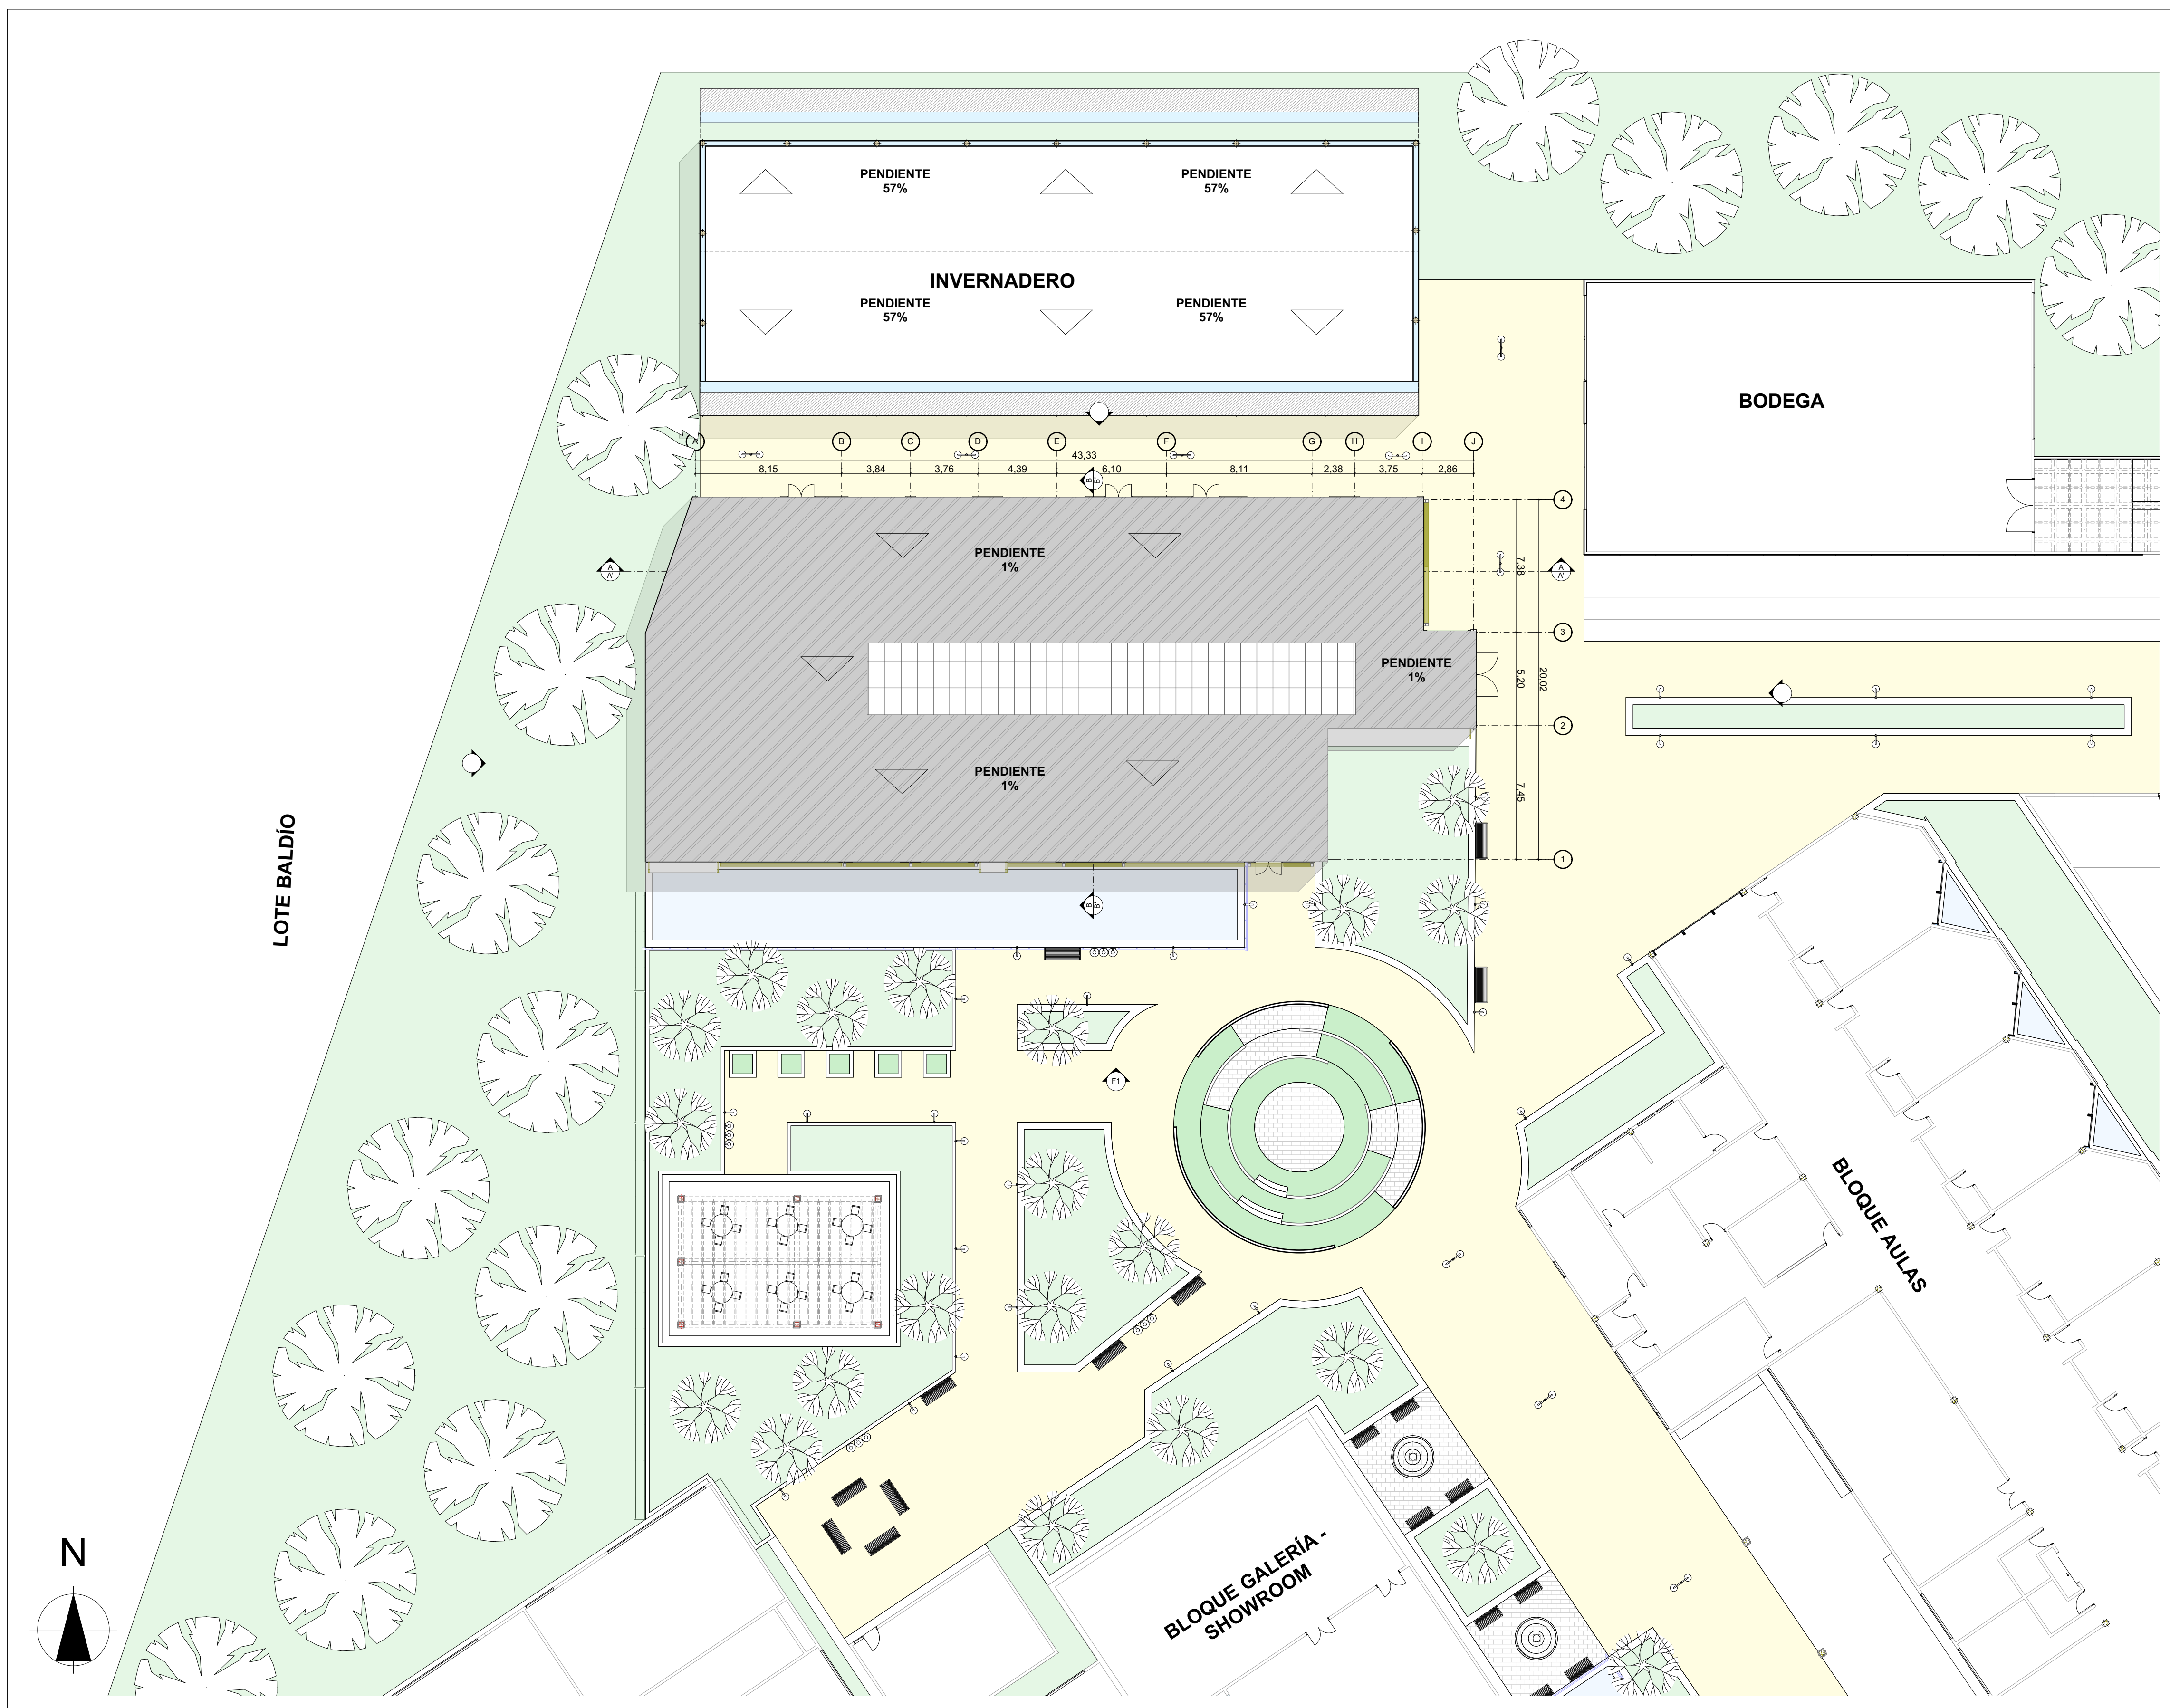 PENDIENTE
57%
PENDIENTE
57%
INVERNADERO
PENDIENTE
57%
PENDIENTE
57%
BODEGA
A
B
C
D
E
F
G
H
I
J
43,33
8,15
3,84
3,76
4,39
6,10
8,11
2,38
3,75
2,86
B
B'
4
PENDIENTE
1%
A
A'
7,38
A
A'
3
PENDIENTE
1%
5,20
20,02
2
PENDIENTE
1%
7,45
1
LOTE BALDÍO
B
B'
F1
BLOQUE AULAS
BLOQUE GALERÍA -
SHOWROOM
N